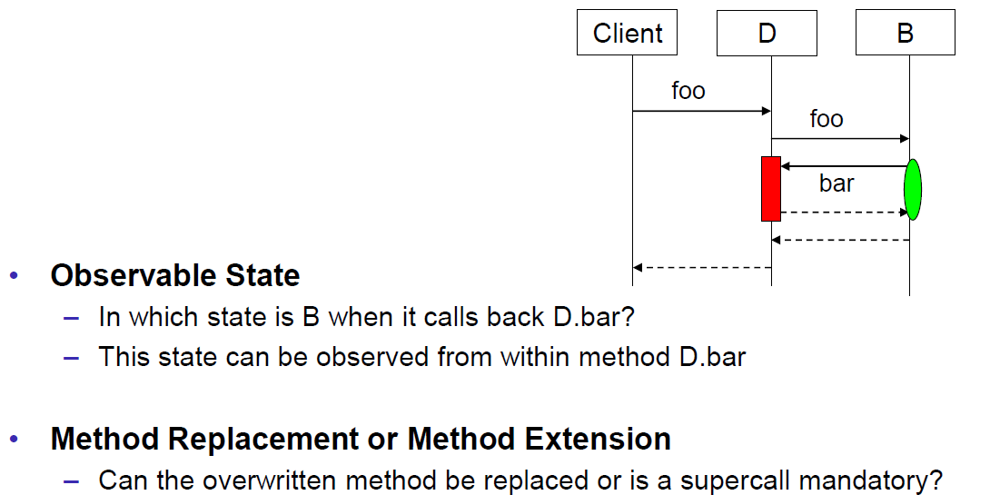 Client D B
foo
foo
bar
• Observable State
– In which state is B when it calls back D.bar?
– This state can be observed from within method D.bar
• Method Replacement or Method Extension
– Can the overwritten method be replaced or is a supercall mandatory?